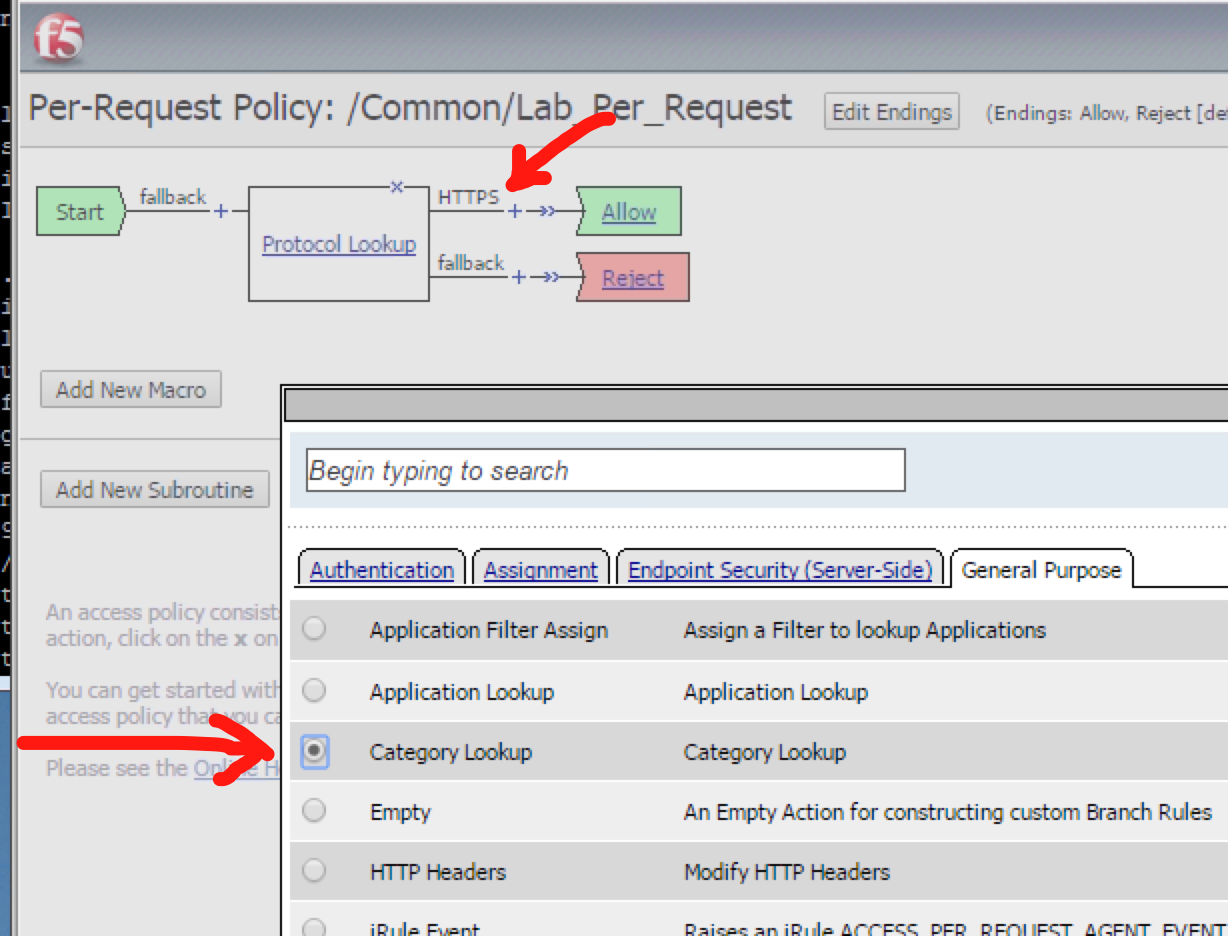 f5
Per-Request Policy: /Common/Lab_Per_Request Edit Endings (Endings: Allow, Reject
Start fallback + x HTTPS + Allow
Protocol Lookup
fallback + Reject
Add New Macro
Begin typing to search
Add New Subroutine
Authentication Assignment Endpoint Security (Server-Side) General Purpose
An access policy
action, click on the x on
Application Filter Assign Assign a Filter to lookup Applications
You can get started with
access policy that you
Application Lookup Application Lookup
Please see the
Category Lookup Category Lookup
Empty An Empty Action for constructing custom Branch Rules
HTTP Headers Modify HTTP Headers
iRule Event Raises an iRule ACCESS_PER_REQUEST_AGENT_EVENT